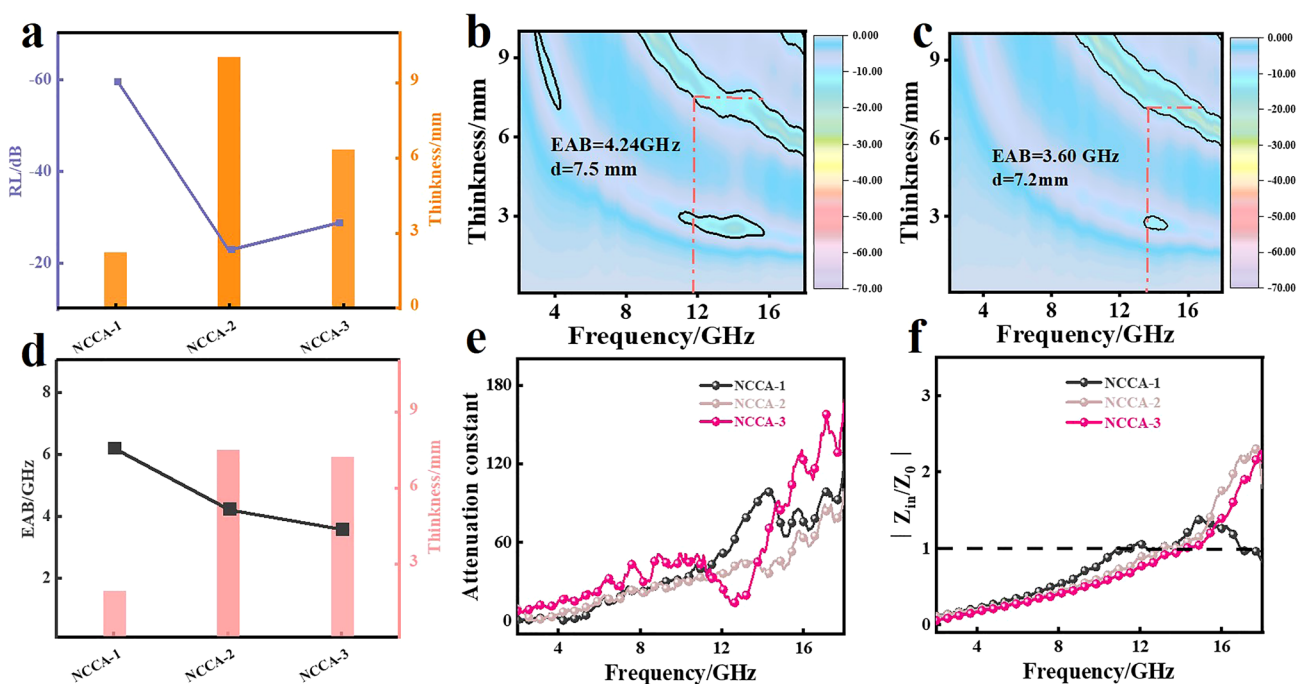 a
RL/dB
-60
-40
-20
9
6
3
0
Thinkness/mm
NCCA-1
NCCA-2
NCCA-3
b
Thinkness/mm
9
6
3
EAB=4.24GHz
d=7.5 mm
4
8
12
16
Frequency/GHz
0.000
-10.00
-20.00
-30.00
-40.00
-50.00
-60.00
-70.00
c
Thinkness/mm
9
6
3
EAB=3.60 GHz
d=7.2mm
4
8
12
16
Frequency/GHz
0.000
-10.00
-20.00
-30.00
-40.00
-50.00
-60.00
-70.00
d
EAB/GHz
8
6
4
2
9
6
3
Thinkness/mm
NCCA-1
NCCA-2
NCCA-3
e
Attenuation constant
180
120
60
0
NCCA-1
NCCA-2
NCCA-3
4
8
12
16
Frequency/GHz
f
| Zin/Z0 |
3
2
1
0
NCCA-1
NCCA-2
NCCA-3
4
8
12
16
Frequency/GHz